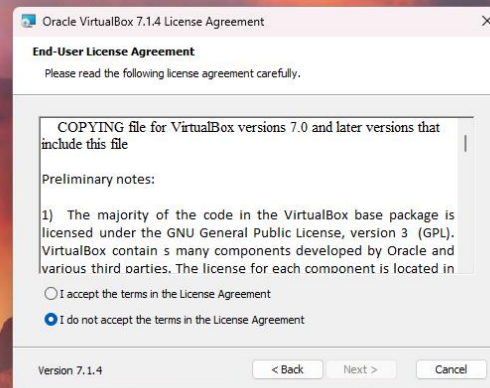 Oracle VirtualBox 7.1.4 License Agreement
End-User License Agreement
Please read the following license agreement carefully.
COPYING file for VirtualBox versions 7.0 and later versions that
include this file
Preliminary notes:
1) The majority of the code in the VirtualBox base package is
licensed under the GNU General Public License, version 3 (GPL).
VirtualBox contain s many components developed by Oracle and
various third parties. The license for each component is located in
I accept the terms in the License Agreement
I do not accept the terms in the License Agreement
Version 7.1.4 < Back Next > Cancel